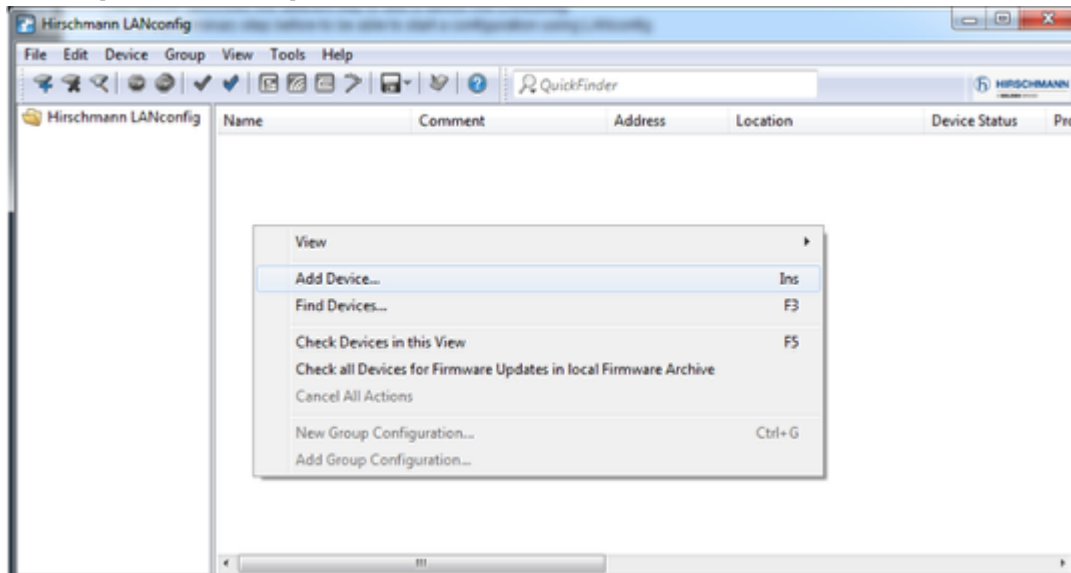 Hirschmann LANconfig
File Edit Device Group View Tools Help
QuickFinder
HIRSCHMANN
Hirschmann LANconfig
Name Comment Address Location Device Status Pro
View
Add Device... Ins
Find Devices... F3
Check Devices in this View F5
Check all Devices for Firmware Updates in local Firmware Archive
Cancel All Actions
New Group Configuration... Ctrl+G
Add Group Configuration...